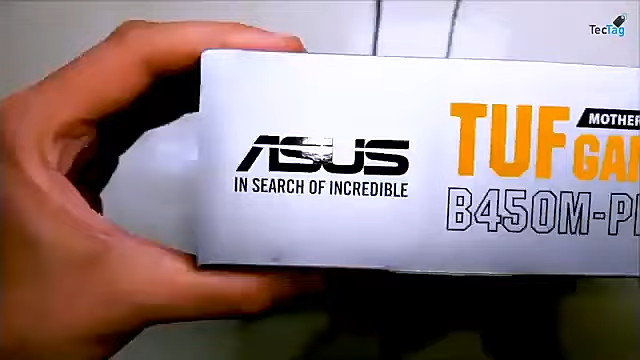 TecTag
ASUS
IN SEARCH OF INCREDIBLE
TUF
MOTHER
GA
B450M-P